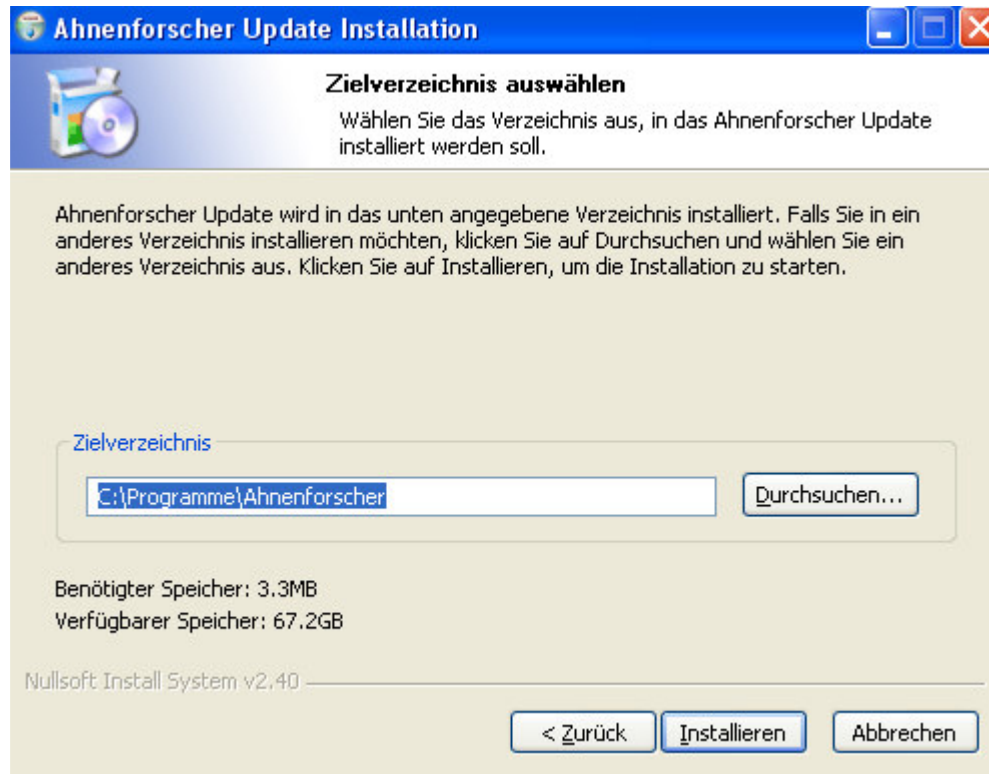 Ahnenforscher Update Installation
Zielverzeichnis auswählen
Wählen Sie das Verzeichnis aus, in das Ahnenforscher Update
installiert werden soll.
Ahnenforscher Update wird in das unten angegebene Verzeichnis installiert. Falls Sie in ein
anderes Verzeichnis installieren möchten, klicken Sie auf Durchsuchen und wählen Sie ein
anderes Verzeichnis aus. Klicken Sie auf Installieren, um die Installation zu starten.
Zielverzeichnis
C:\Programme\Ahnenforscher
Durchsuchen...
Benötigter Speicher: 3.3MB
Verfügbarer Speicher: 67.2GB
Nullsoft Install System v2.40
< Zurück
Installieren
Abbrechen